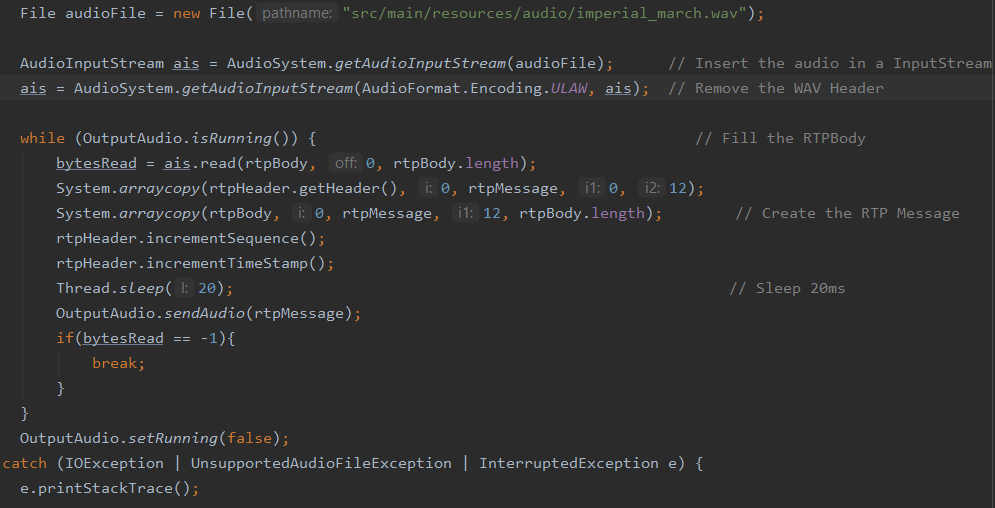 File audioFile = new File( pathname: "src/main/resources/audio/imperial_march.wav");
AudioInputStream ais = AudioSystem.getAudioInputStream(audioFile); // Insert the audio in a InputStream
ais = AudioSystem.getAudioInputStream(AudioFormat.Encoding.ULAW, ais); // Remove the WAV Header
while (OutputAudio.isRunning()) { // Fill the RTPBody
bytesRead = ais.read(rtpBody, off: 0, rtpBody.length);
System.arraycopy(rtpHeader.getHeader(), i: 0, rtpMessage, i1: 0, i2: 12);
System.arraycopy(rtpBody, i: 0, rtpMessage, i1: 12, rtpBody.length); // Create the RTP Message
rtpHeader.incrementSequence();
rtpHeader.incrementTimeStamp();
Thread.sleep( l: 20); // Sleep 20ms
OutputAudio.sendAudio(rtpMessage);
if(bytesRead == -1){
break;
}
}
OutputAudio.setRunning(false);
catch (IOException | UnsupportedAudioFileException | InterruptedException e) {
e.printStackTrace();